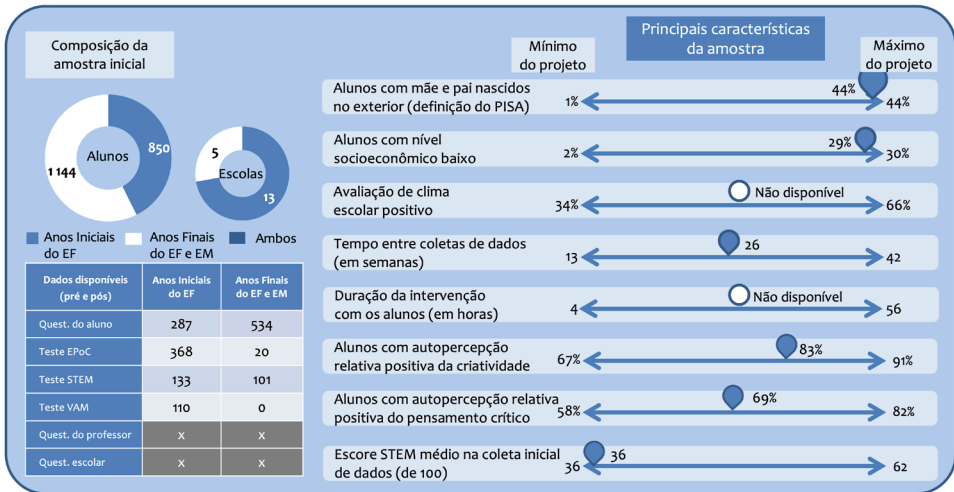 Composição da
amostra inicial
850
1 144
Alunos
5
Escolas
13
Anos Iniciais
do EF
Anos Finais
do EF e EM
Ambos
Dados disponíveis
(pré e pós)
Anos Iniciais
do EF
Anos Finais
do EF e EM
Quest. do aluno 287 534
Teste EPoC 368 20
Teste STEM 133 101
Teste VAM 110 0
Quest. do professor x x
Quest. escolar x x
Mínimo
do projeto
Principais características
da amostra
Máximo
do projeto
Alunos com mãe e pai nascidos
no exterior (definição do PISA)
1%
44%
44%
Alunos com nível
socioeconômico baixo
2%
29%
30%
Avaliação de clima
escolar positivo
34%
Não disponível
66%
Tempo entre coletas de dados
(em semanas)
13
26
42
Duração da intervenção
com os alunos (em horas)
4
Não disponível
56
Alunos com autopercepção
relativa positiva da criatividade
67%
83%
91%
Alunos com autopercepção relativa
positiva do pensamento crítico
58%
69%
82%
Escore STEM médio na coleta inicial
de dados (de 100)
36
36
62